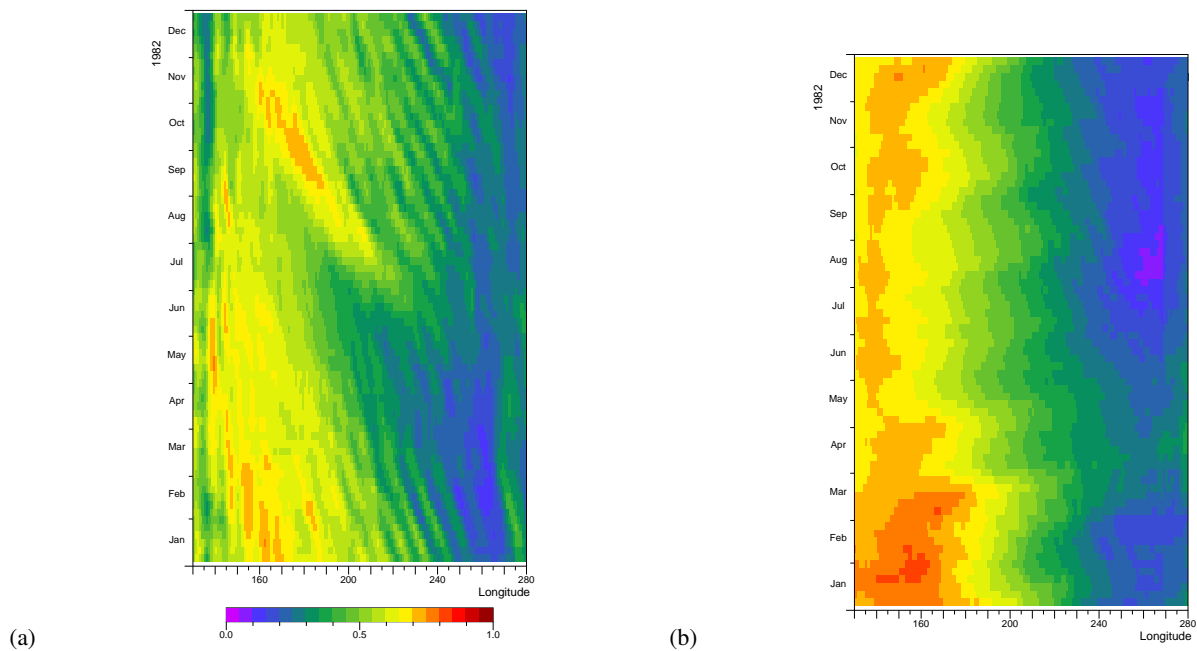 1982
Dec
Nov
Oct
Sep
Aug
Jul
Jun
May
Apr
Mar
Feb
Jan
160 200 240 280
Longitude
0.0 0.5 1.0
(a)
1982
Dec
Nov
Oct
Sep
Aug
Jul
Jun
May
Apr
Mar
Feb
Jan
160 200 240 280
Longitude
(b)